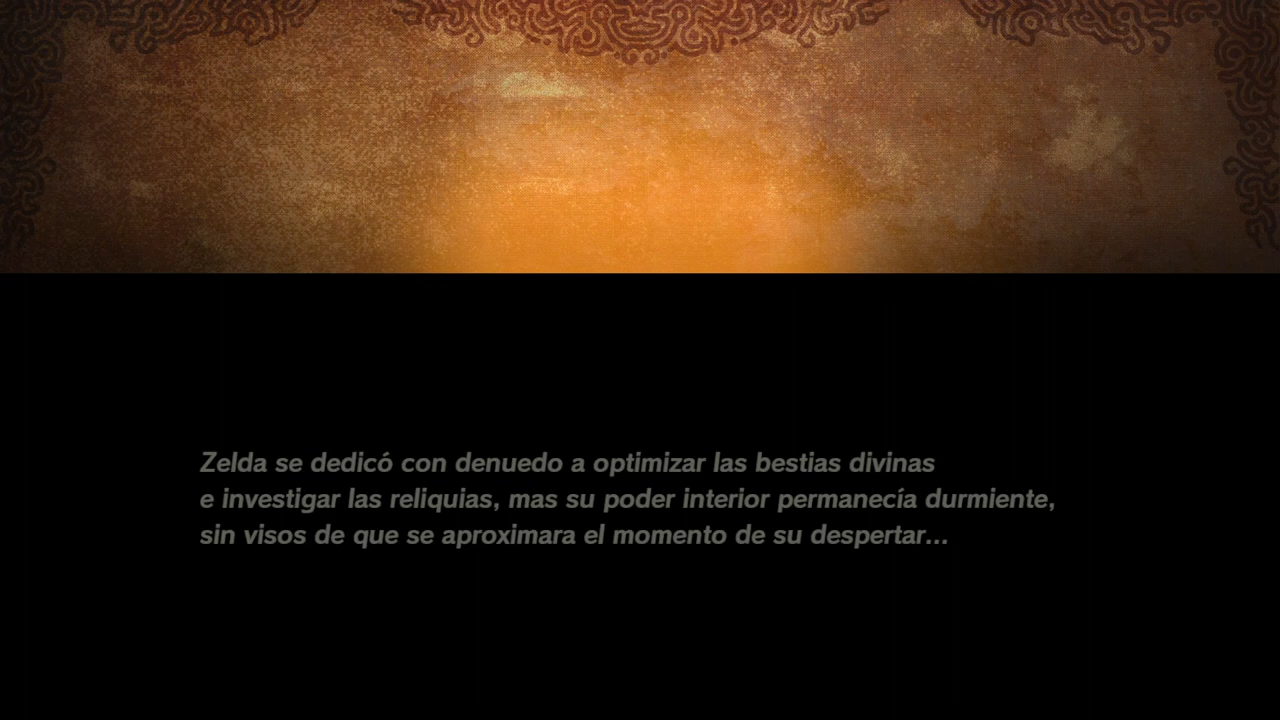 Zelda se dedicó con denuedo a optimizar las bestias divinas
e investigar las reliquias, mas su poder interior permanecía durmiente,
sin visos de que se aproximara el momento de su despertar...